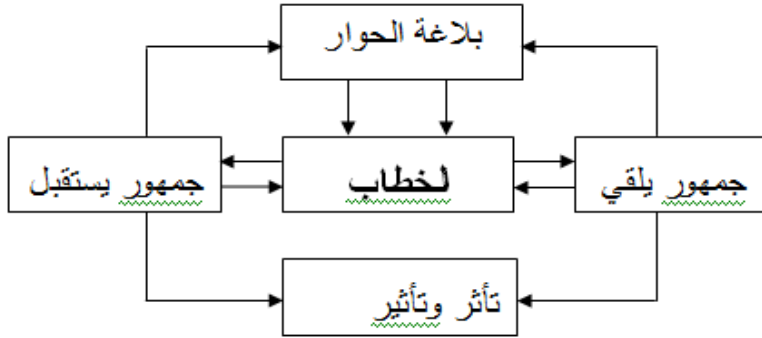 بلاغة الحوار
جمهور يلقي
لخطاب
جمهور يستقبل
تأثر وتأثير